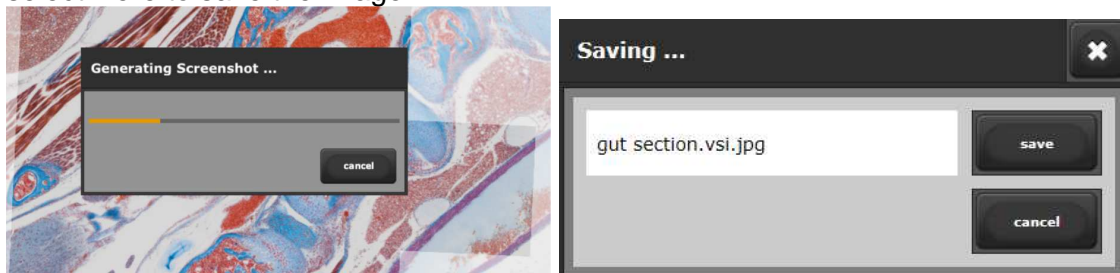 Generating Screenshot ...
cancel
Saving ...
gut section.vsi.jpg
save
cancel